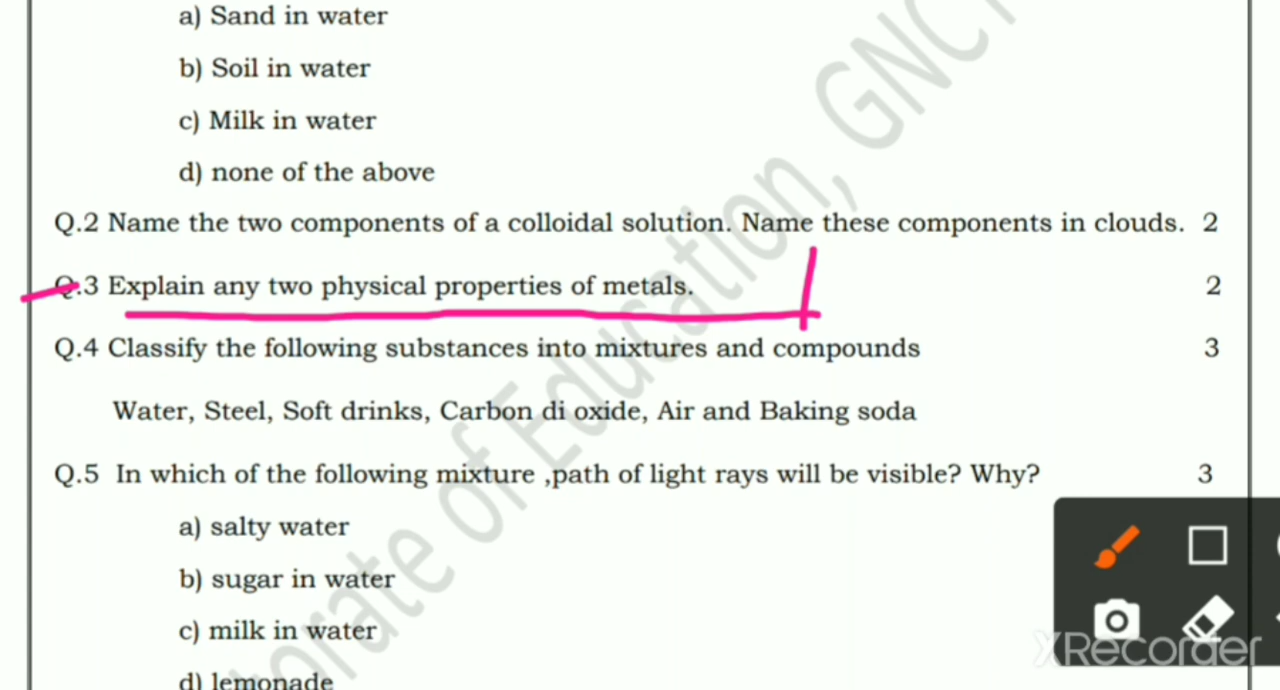 a) Sand in water
b) Soil in water
c) Milk in water
d) none of the above
Q.2 Name the two components of a colloidal solution. Name these components in clouds. 2
Q.3 Explain any two physical properties of metals. 2
Q.4 Classify the following substances into mixtures and compounds 3
Water, Steel, Soft drinks, Carbon di oxide, Air and Baking soda
Q.5 In which of the following mixture ,path of light rays will be visible? Why? 3
a) salty water
b) sugar in water
c) milk in water
d) lemonade
of Education,
XRecorder